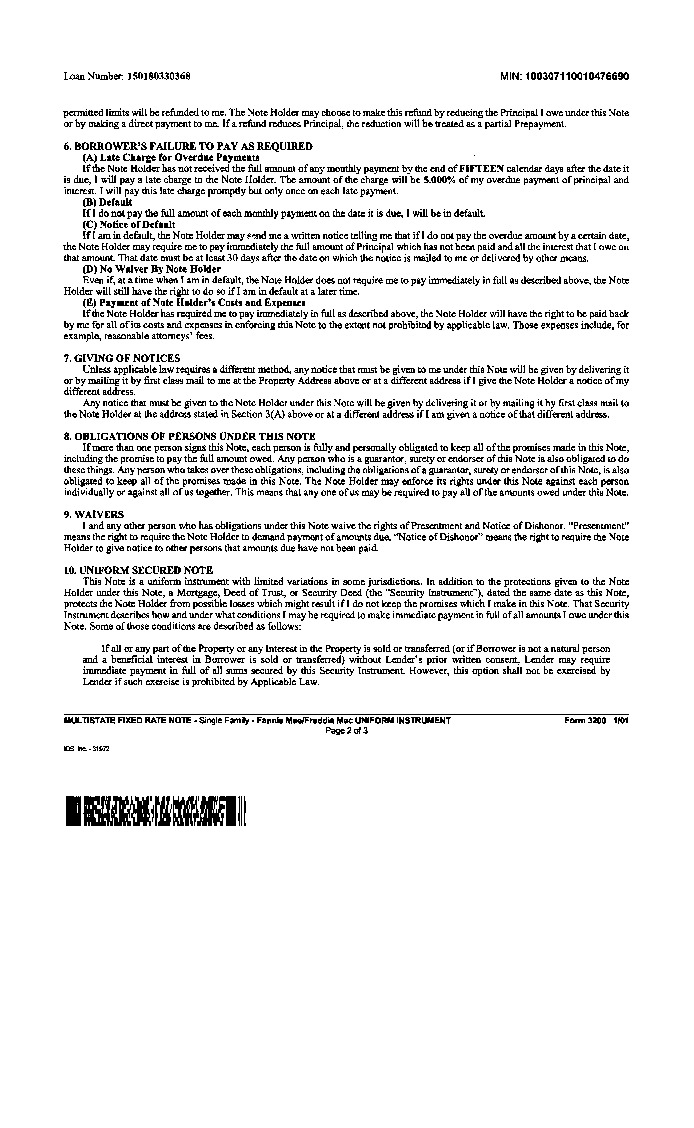 Loan Number: 150180330368 MIN: 100307110010476690
permitted limits will be refunded to me. The Note Holder may choose to make this refund by reducing the Principal I owe under this Note
or by making a direct payment to me. If a refund reduces Principal, the reduction will be treated as a partial Prepayment.
6. BORROWER'S FAILURE TO PAY AS REQUIRED
(A) Late Charge for Overdue Payments
If the Note Holder has not received the full amount of any monthly payment by the end of FIFTEEN calendar days after the date it
is due, I will pay a late charge to the Note Holder. The amount of the charge will be 5.000% of my overdue payment of principal and
interest. I will pay this late charge promptly but only once on each late payment.
(B) Default
If I do not pay the full amount of each monthly payment on the date it is due, I will be in default.
(C) Notice of Default
If I am in default, the Note Holder may send me a written notice telling me that if I do not pay the overdue amount by a certain date,
the Note Holder may require me to pay immediately the full amount of Principal which has not been paid and all the interest that I owe on
that amount. That date must be at least 30 days after the date on which the notice is mailed to me or delivered by other means.
(D) No Waiver By Note Holder
Even if, at a time when I am in default, the Note Holder does not require me to pay immediately in full as described above, the Note
Holder will still have the right to do so if I am in default at a later time.
(E) Payment of Note Holder's Costs and Expenses
If the Note Holder has required me to pay immediately in full as described above, the Note Holder will have the right to be paid back
by me for all of its costs and expenses in enforcing this Note to the extent not prohibited by applicable law. Those expenses include, for
example, reasonable attorneys' fees.
7. GIVING OF NOTICES
Unless applicable law requires a different method, any notice that must be given to me under this Note will be given by delivering it
or by mailing it by first class mail to me at the Property Address above or at a different address if I give the Note Holder a notice of my
different address.
Any notice that must be given to the Note Holder under this Note will be given by delivering it or by mailing it by first class mail to
the Note Holder at the address stated in Section 3(A) above or at a different address if I am given a notice of that different address.
8. OBLIGATIONS OF PERSONS UNDER THIS NOTE
If more than one person signs this Note, each person is fully and personally obligated to keep all of the promises made in this Note,
including the promise to pay the full amount owed. Any person who is a guarantor, surety or endorser of this Note is also obligated to do
these things. Any person who takes over these obligations, including the obligations of a guarantor, surety or endorser of this Note, is also
obligated to keep all of the promises made in this Note. The Note Holder may enforce its rights under this Note against each person
individually or against all of us together. This means that any one of us may be required to pay all of the amounts owed under this Note.
9. WAIVERS
I and any other person who has obligations under this Note waive the rights of Presentment and Notice of Dishonor. "Presentment"
means the right to require the Note Holder to demand payment of amounts due. "Notice of Dishonor" means the right to require the Note
Holder to give notice to other persons that amounts due have not been paid.
10. UNIFORM SECURED NOTE
This Note is a uniform instrument with limited variations in some jurisdictions. In addition to the protections given to the Note
Holder under this Note, a Mortgage, Deed of Trust, or Security Deed (the "Security Instrument"), dated the same date as this Note,
protects the Note Holder from possible losses which might result if I do not keep the promises which I make in this Note. That Security
Instrument describes how and under what conditions I may be required to make immediate payment in full of all amounts I owe under this
Note. Some of those conditions are described as follows:
If all or any part of the Property or any Interest in the Property is sold or transferred (or if Borrower is not a natural person
and a beneficial interest in Borrower is sold or transferred) without Lender's prior written consent, Lender may require
immediate payment in full of all sums secured by this Security Instrument. However, this option shall not be exercised by
Lender if such exercise is prohibited by Applicable Law.
MULTISTATE FIXED RATE NOTE - Single Family - Fannie Mae/Freddie Mac UNIFORM INSTRUMENT Form 3200 1/01
Page 2 of 3
IDS, Inc. - 31972